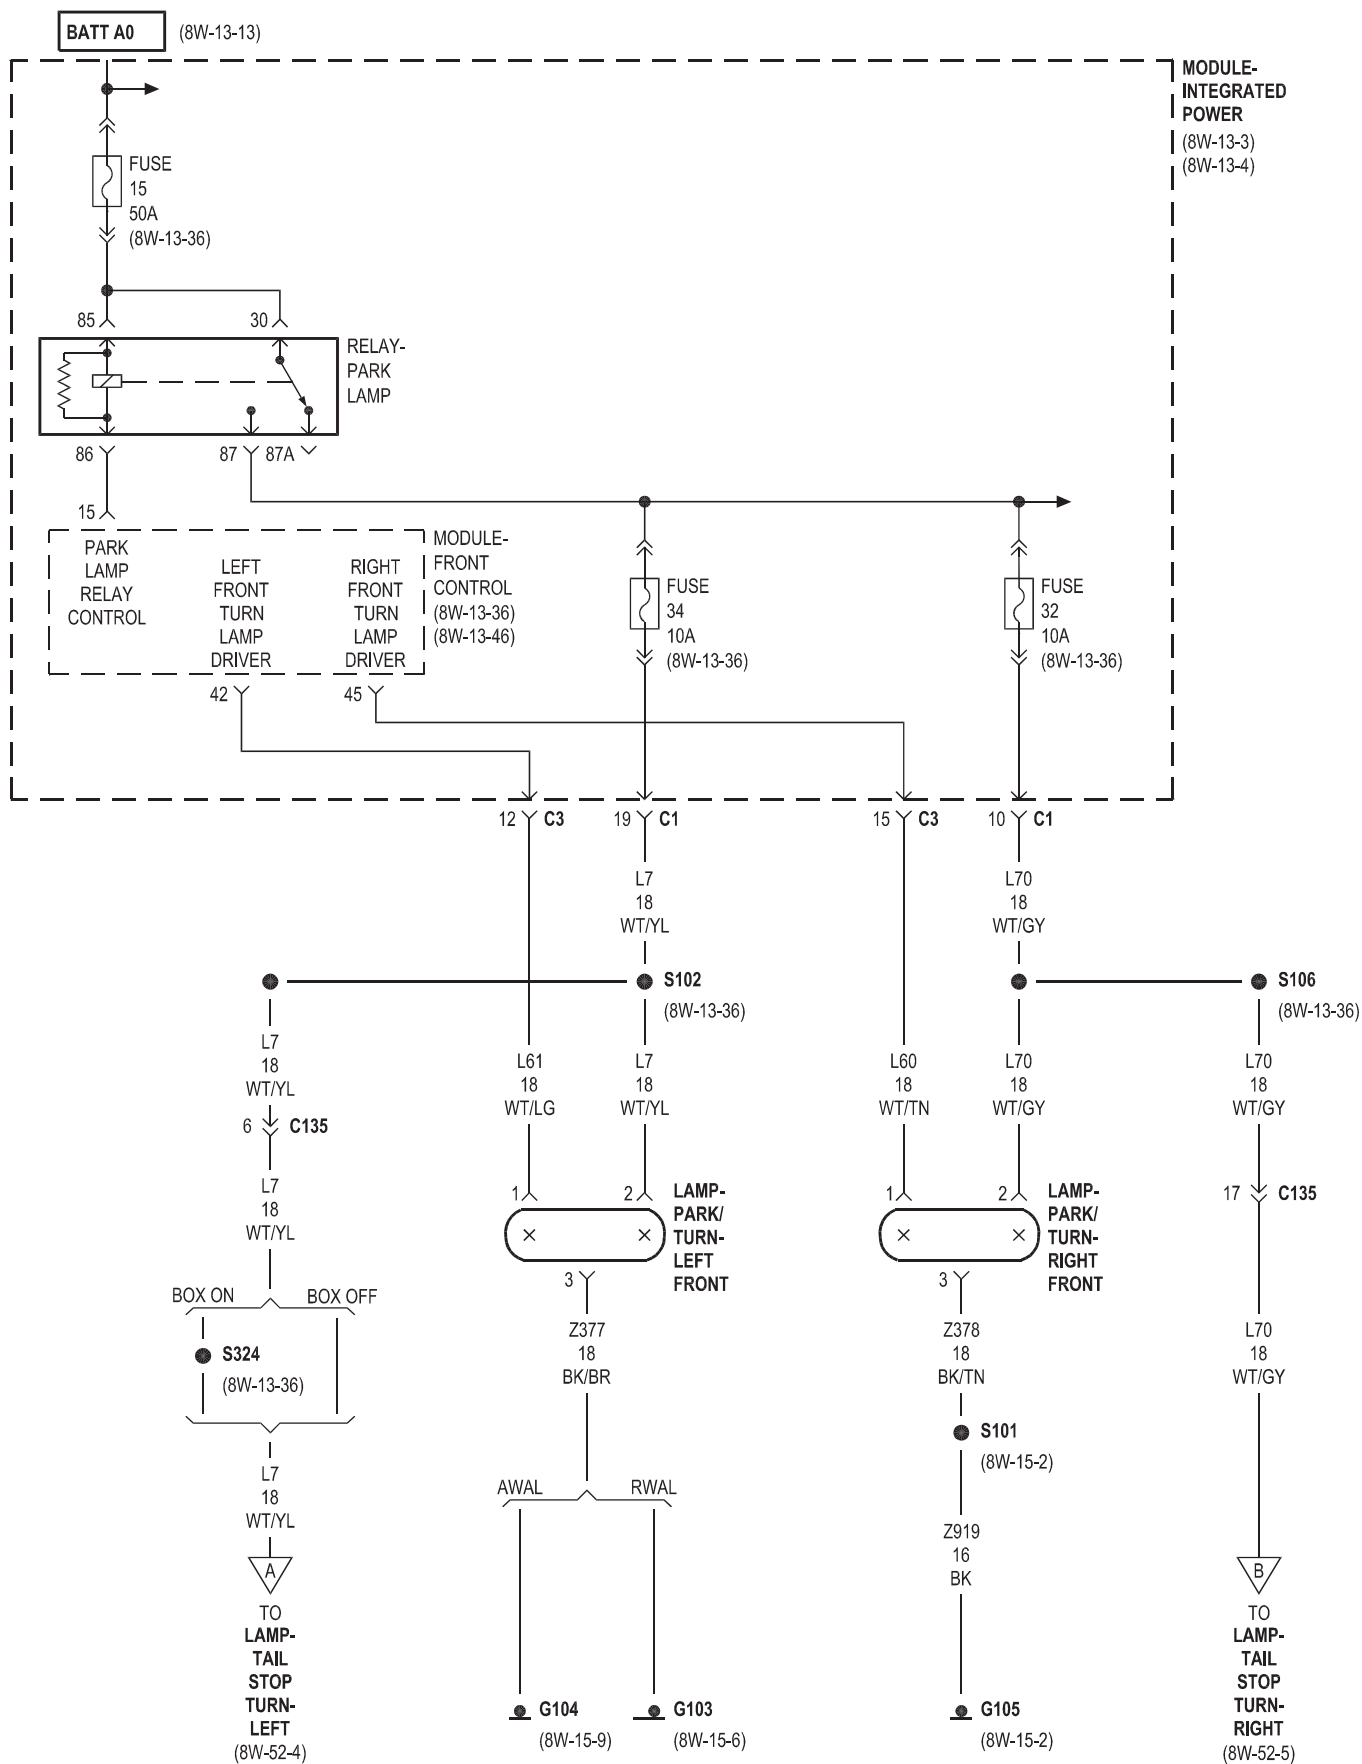 BATT A0 (8W-13-13)
MODULE-
INTEGRATED
POWER
(8W-13-3)
(8W-13-4)
FUSE
15
50A
(8W-13-36)
85 30
RELAY-
PARK
LAMP
86 87 87A
15
PARK
LAMP
RELAY
CONTROL
LEFT
FRONT
TURN
LAMP
DRIVER
RIGHT
FRONT
TURN
LAMP
DRIVER
MODULE-
FRONT
CONTROL
(8W-13-36)
(8W-13-46)
FUSE
34
10A
(8W-13-36)
FUSE
32
10A
(8W-13-36)
42 45
12 C3 19 C1 15 C3 10 C1
L7
18
WT/YL
L70
18
WT/GY
S102
(8W-13-36)
S106
(8W-13-36)
L7
18
WT/YL
L61
18
WT/LG
L7
18
WT/YL
L60
18
WT/TN
L70
18
WT/GY
L70
18
WT/GY
6 C135
17 C135
L7
18
WT/YL
1 2
LAMP-
PARK/
TURN-
LEFT
FRONT
3
1 2
LAMP-
PARK/
TURN-
RIGHT
FRONT
3
BOX ON BOX OFF
S324
(8W-13-36)
Z377
18
BK/BR
Z378
18
BK/TN
L70
18
WT/GY
S101
(8W-15-2)
L7
18
WT/YL
AWAL RWAL
Z919
16
BK
A
TO
LAMP-
TAIL
STOP
TURN-
LEFT
(8W-52-4)
G104
(8W-15-9)
G103
(8W-15-6)
G105
(8W-15-2)
B
TO
LAMP-
TAIL
STOP
TURN-
RIGHT
(8W-52-5)